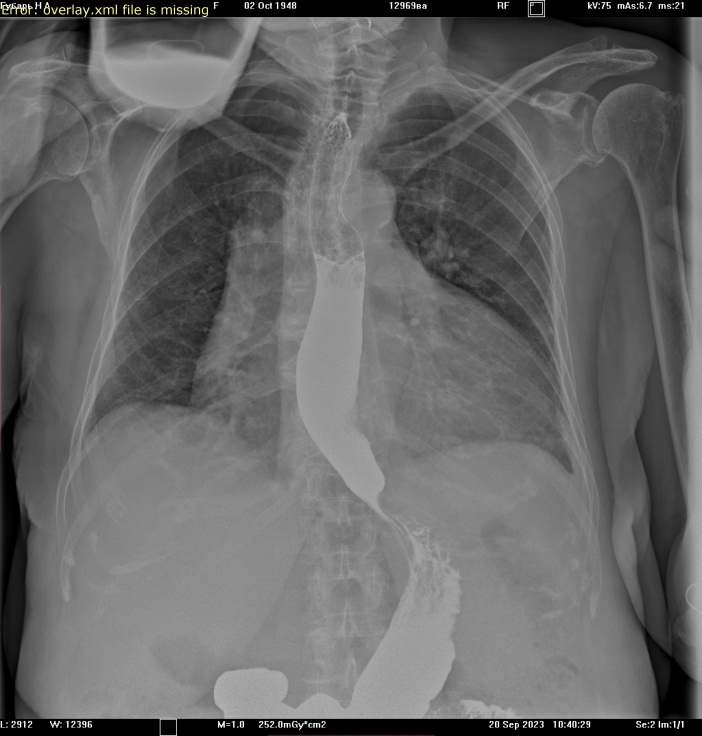 Error: overlay.xml file is missing
F 02 Oct 1948 12969ва RF kV:75 mAs:6.7 ms:21
L: 2912 W: 12396 M=1.0 252.0mGy*cm2 20 Sep 2023 10:40:29 Se:2 Im:1/1